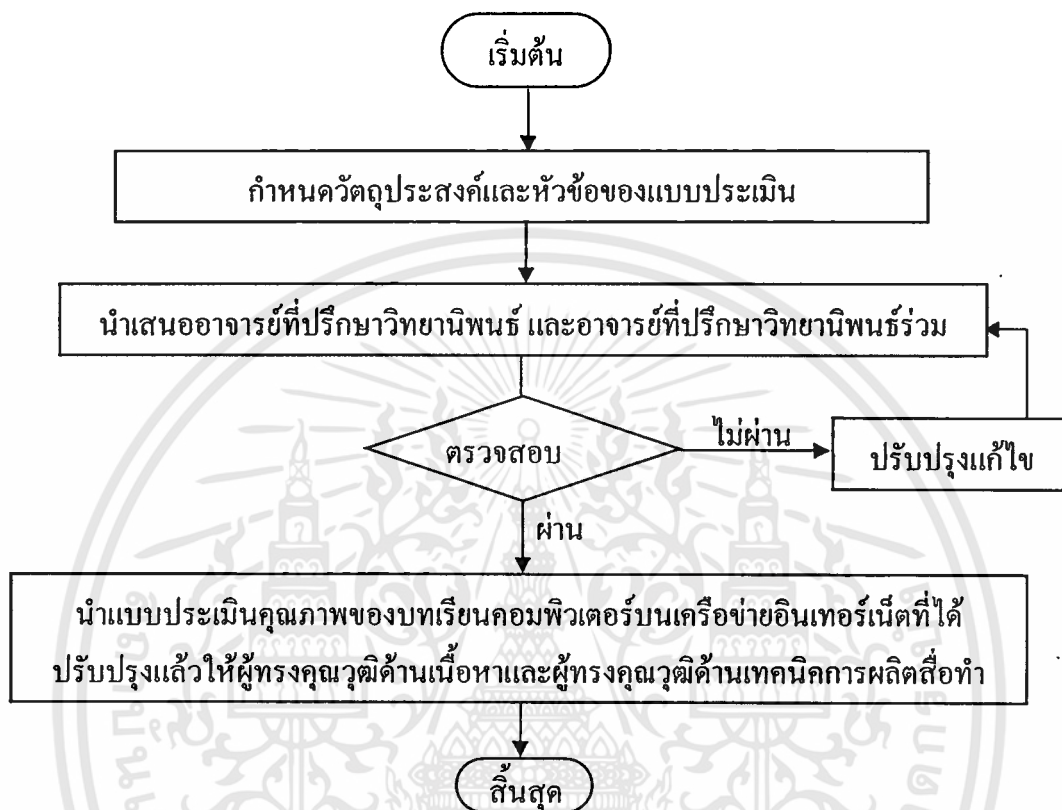 เริ่มต้น
กำหนดวัตถุประสงค์และหัวข้อของแบบประเมิน
นำเสนออาจารย์ที่ปรึกษาวิทยานิพนธ์ และอาจารย์ที่ปรึกษาวิทยานิพนธ์ร่วม
ตรวจสอบ
ไม่ผ่าน
ปรับปรุงแก้ไข
ผ่าน
นำแบบประเมินคุณภาพของบทเรียนคอมพิวเตอร์บนเครือข่ายอินเทอร์เน็ตที่ได้
ปรับปรุงแล้วให้ผู้ทรงคุณวุฒิด้านเนื้อหาและผู้ทรงคุณวุฒิด้านเทคนิคการผลิตสื่อทำ
สิ้นสุด